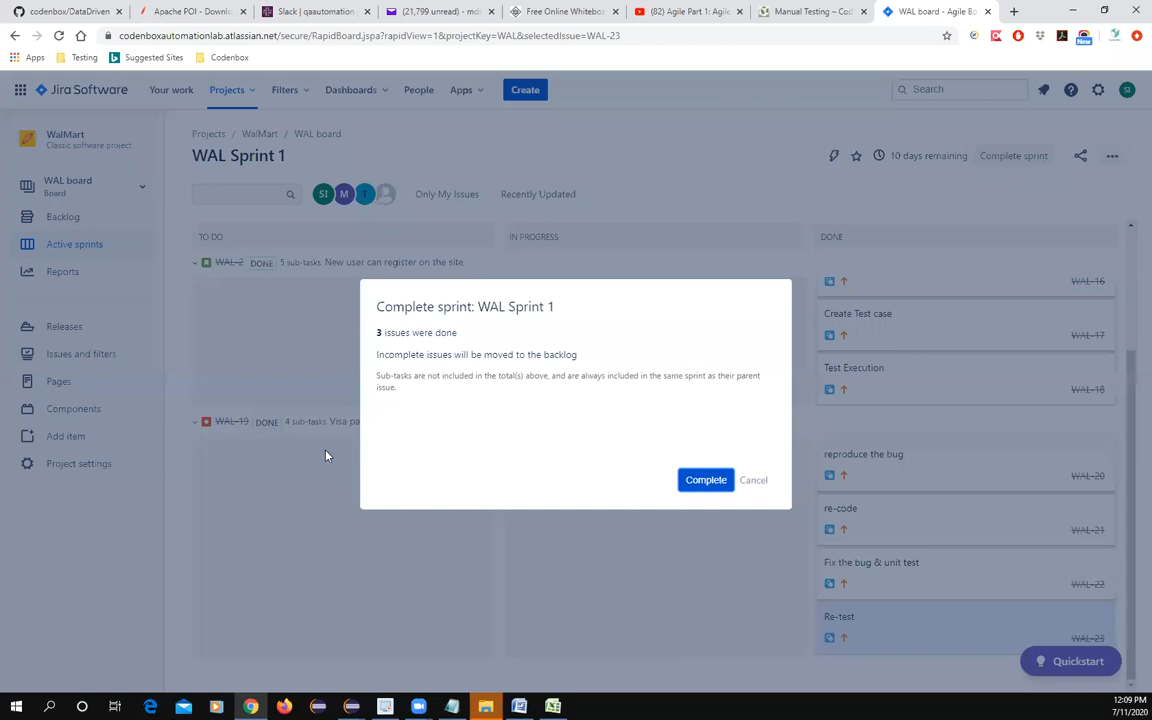 codenbox/DataDriven
Apache POI - Downlo
Slack | qaautomation
(21,799 unread) - mds
Free Online Whiteboa
(82) Agile Part 1: Agile
Manual Testing – Cod
WAL board - Agile Bo
codenboxautomationlab.atlassian.net/secure/RapidBoard.jspa?rapidView=1&projectKey=WAL&selectedIssue=WAL-23
Apps
Testing
Suggested Sites
Codenbox
New
Jira Software
Your work
Projects
Filters
Dashboards
People
Apps
Create
Search
SI
WalMart
Classic software project
WAL board
Board
Backlog
Active sprints
Reports
Releases
Issues and filters
Pages
Components
Add item
Project settings
Projects / WalMart / WAL board
WAL Sprint 1
10 days remaining
Complete sprint
SI M T
Only My Issues
Recently Updated
TO DO
IN PROGRESS
DONE
WAL-2 DONE 5 sub-tasks New user can register on the site
WAL-16
Create Test case
WAL-17
Test Execution
WAL-18
WAL-19 DONE 4 sub-tasks Visa pa
reproduce the bug
WAL-20
re-code
WAL-21
Fix the bug & unit test
WAL-22
Re-test
WAL-23
Complete sprint: WAL Sprint 1
3 issues were done
Incomplete issues will be moved to the backlog
Sub-tasks are not included in the total(s) above, and are always included in the same sprint as their parent
issue.
Complete
Cancel
Quickstart
12:09 PM
7/11/2020